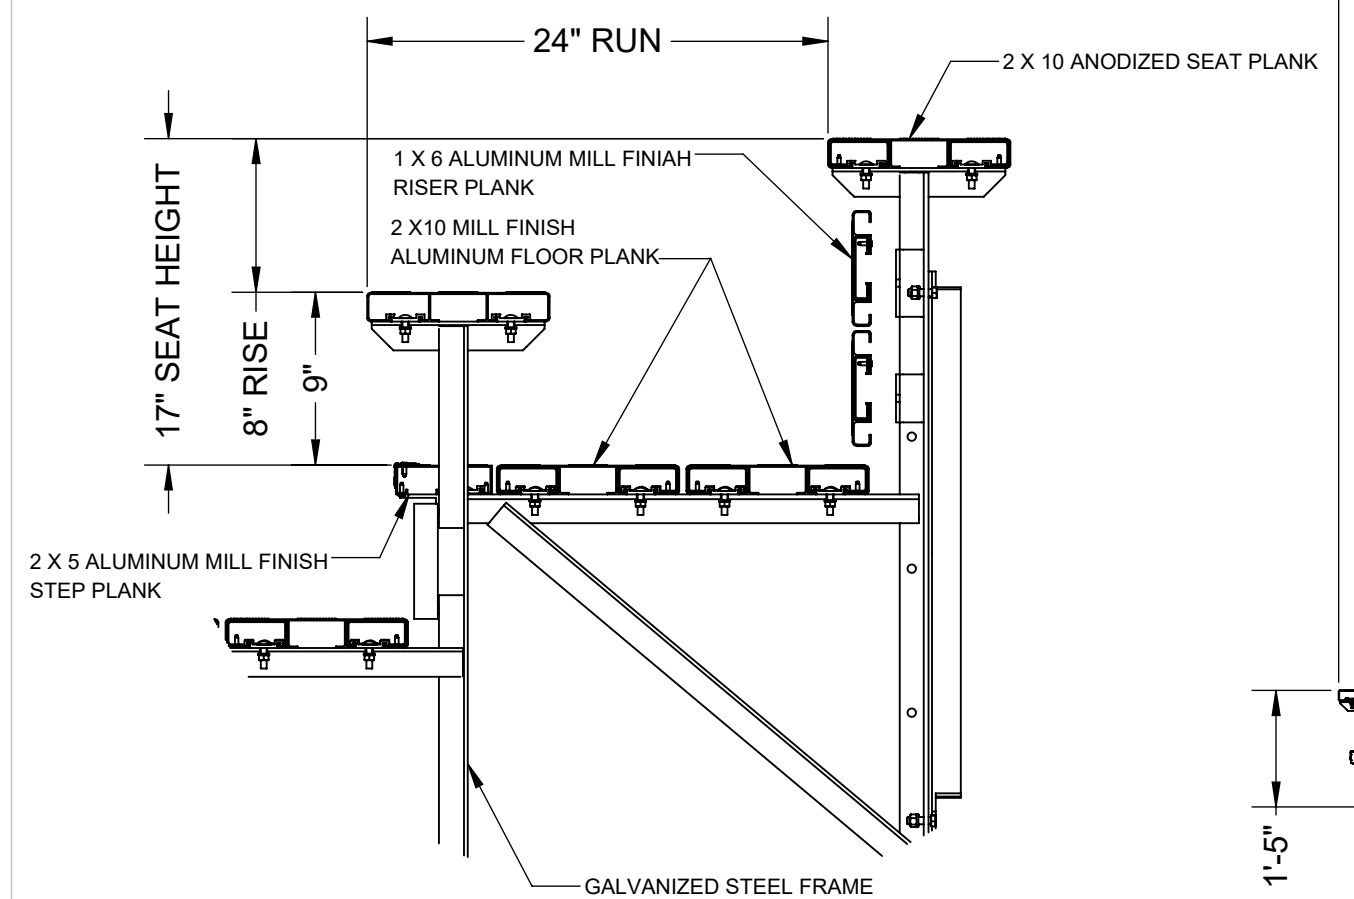 24" RUN
2 X 10 ANODIZED SEAT PLANK
1 X 6 ALUMINUM MILL FINIAH
RISER PLANK
2 X10 MILL FINISH
ALUMINUM FLOOR PLANK
17" SEAT HEIGHT
8" RISE
9"
2 X 5 ALUMINUM MILL FINISH
STEP PLANK
1'-5"
GALVANIZED STEEL FRAME